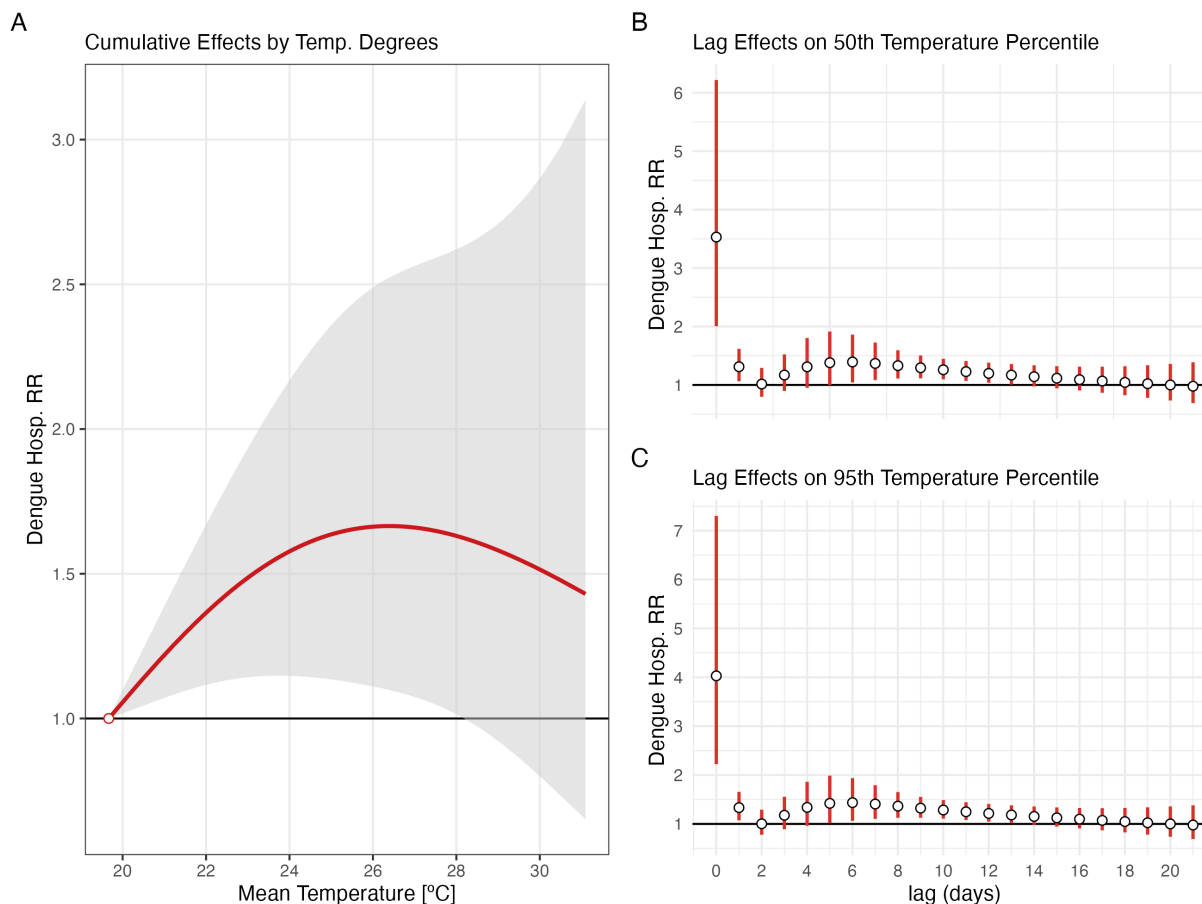 A
Cumulative Effects by Temp. Degrees
Dengue Hosp. RR
3.0
2.5
2.0
1.5
1.0
20 22 24 26 28 30
Mean Temperature [ºC]
B
Lag Effects on 50th Temperature Percentile
Dengue Hosp. RR
6
5
4
3
2
1
C
Lag Effects on 95th Temperature Percentile
Dengue Hosp. RR
7
6
5
4
3
2
1
0 2 4 6 8 10 12 14 16 18 20
lag (days)